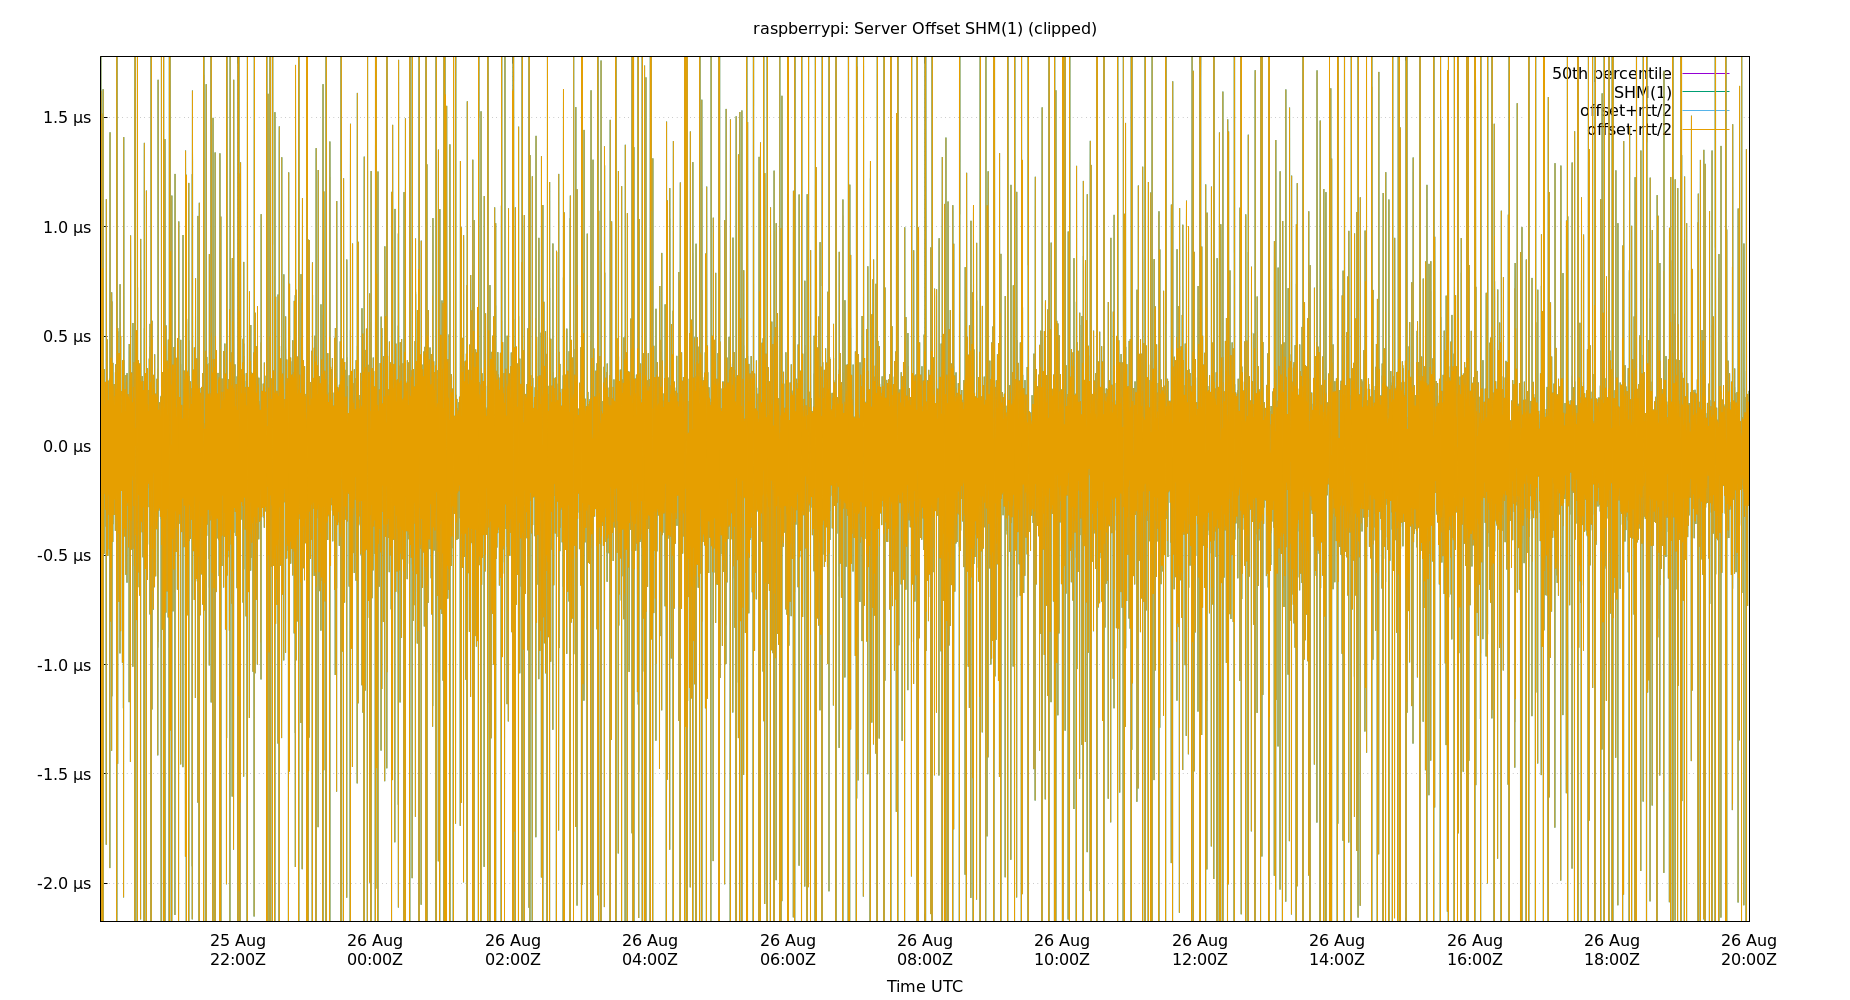 raspberrypi: Server Offset SHM(1) (clipped)
50th percentile
SHM(1)
offset+rtt/2
offset-rtt/2
1.5 µs
1.0 µs
0.5 µs
0.0 µs
-0.5 µs
-1.0 µs
-1.5 µs
-2.0 µs
25 Aug 26 Aug 26 Aug 26 Aug 26 Aug 26 Aug 26 Aug 26 Aug 26 Aug 26 Aug 26 Aug 26 Aug
22:00Z 00:00Z 02:00Z 04:00Z 06:00Z 08:00Z 10:00Z 12:00Z 14:00Z 16:00Z 18:00Z 20:00Z
Time UTC